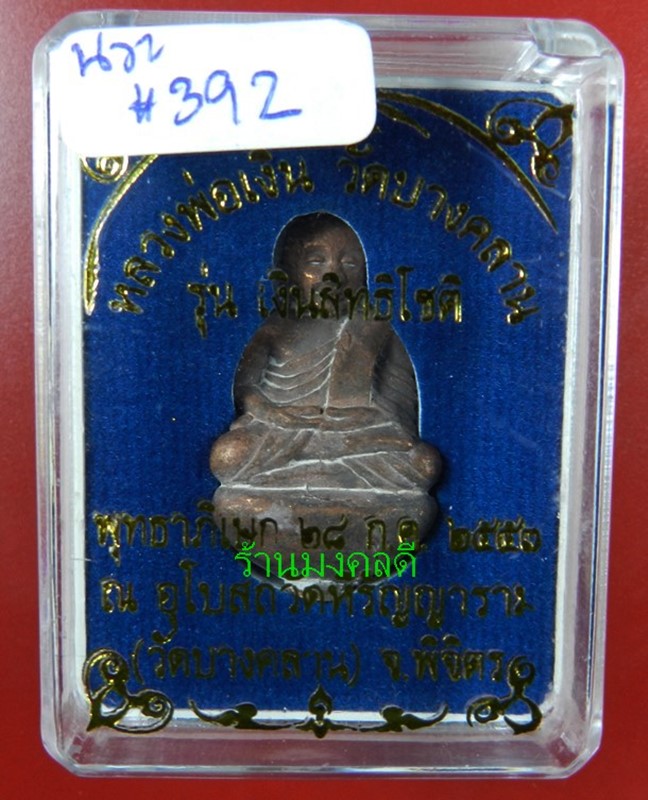 นวะ
#392
หลวงพ่อเงิน วัดบางคลาน
รุ่น เงินสิทธิโชติ
พุทธาภิเษก ๒๘ ก.ค. ๒๕๕๓
ร้านมงคลดี
ณ อุโบสถวัดหิรัญญาราม
(วัดบางคลาน) จ.พิจิตร